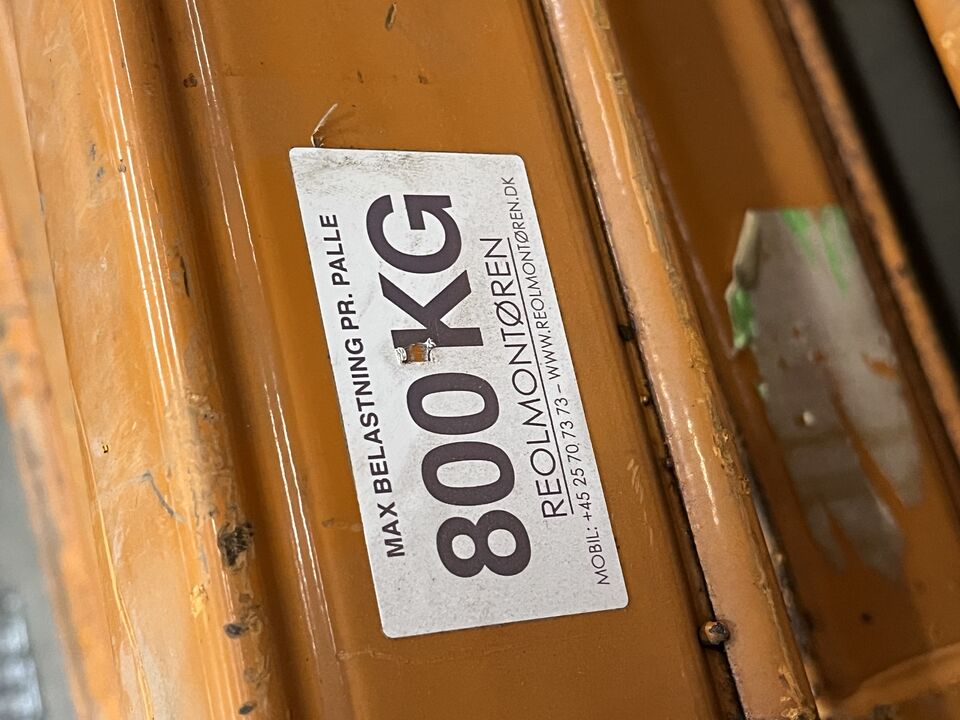 MAX BELASTNING PR. PALLE
800 KG
REOLMONTØREN
MOBIL: +45 25 70 73 73 – WWW.REOLMONTØREN.DK